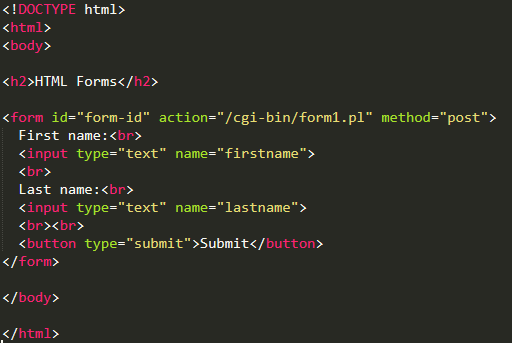 <!DOCTYPE html>
<html>
<body>

<h2>HTML Forms</h2>

<form id="form-id" action="/cgi-bin/form1.pl" method="post">
  First name:<br>
  <input type="text" name="firstname">
  <br>
  Last name:<br>
  <input type="text" name="lastname">
  <br><br>
  <button type="submit">Submit</button>
</form>

</body>

</html>